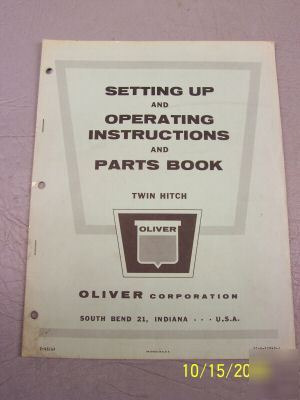 SETTING UP
AND
OPERATING
INSTRUCTIONS
AND
PARTS BOOK
TWIN HITCH
OLIVER
OLIVER CORPORATION
SOUTH BEND 21, INDIANA · · · U.S.A.
10/15/20